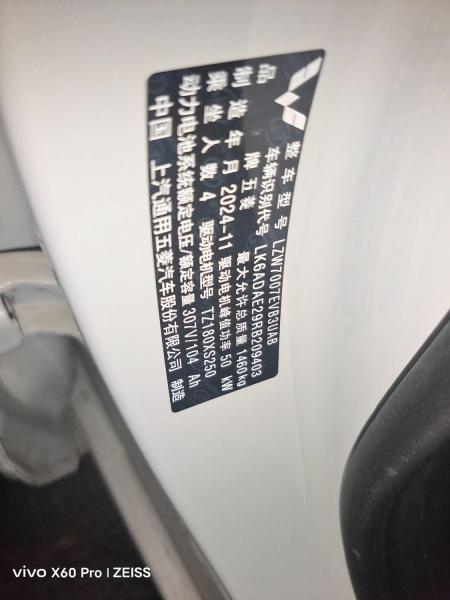 整车型号 LZW7007EVB3UAB
品牌 五菱 车辆识别代号 LK6ADAE29RB209403
制造年月 2024-11 最大允许总质量 1460kg
乘坐人数 4 驱动电机峰值功率 50 kW
驱动电机型号 TZ180XS250
动力电池系统额定电压/额定容量 307V/104 Ah
中国 上汽通用五菱汽车股份有限公司 制造
vivo X60 Pro | ZEISS